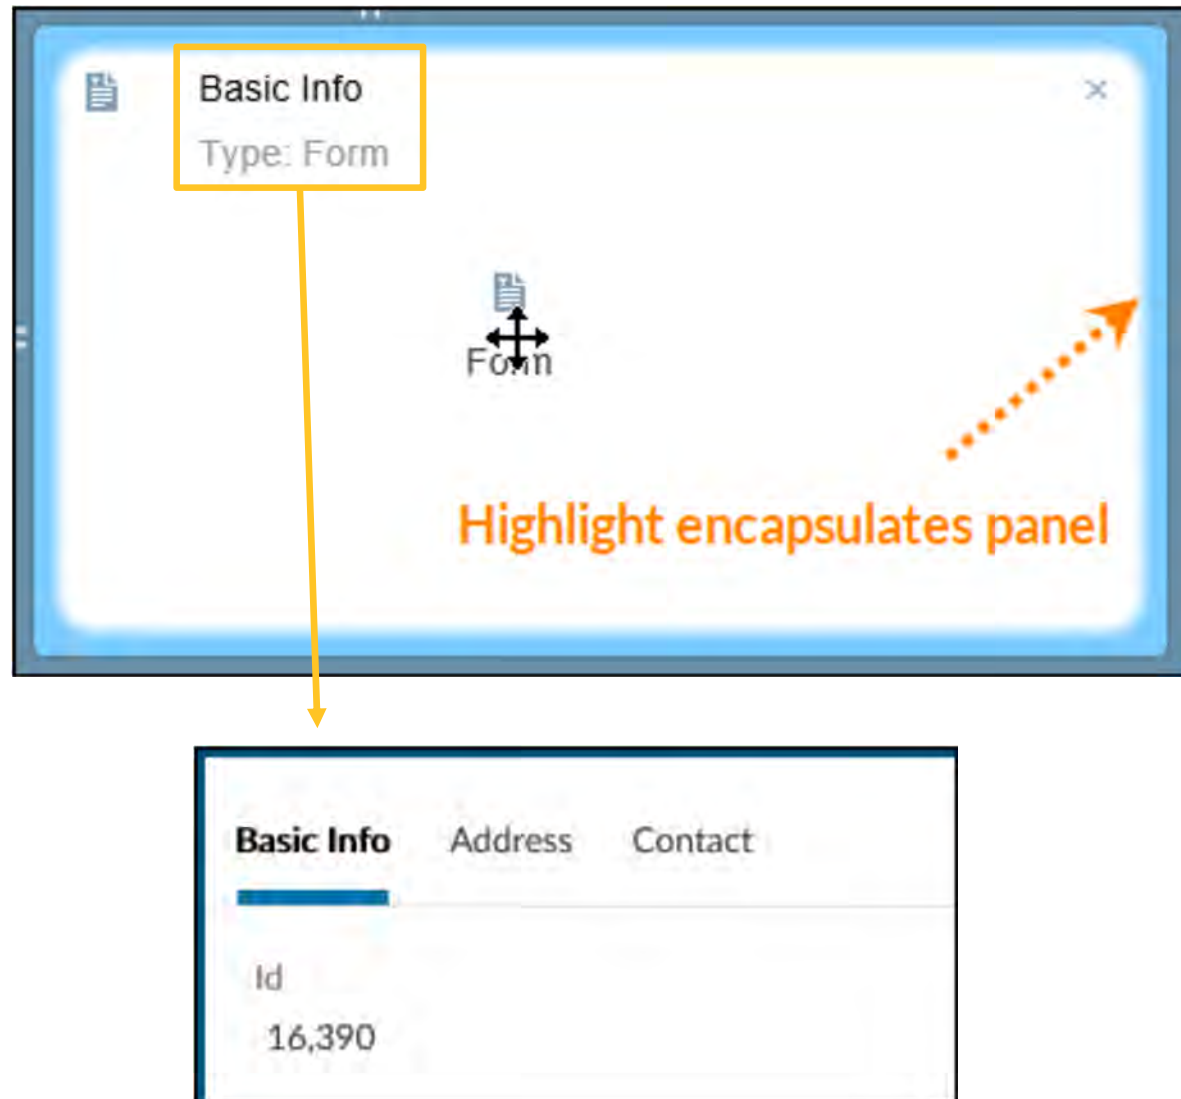 Basic Info
Type: Form
Form
Highlight encapsulates panel
Basic Info Address Contact
Id
16,390